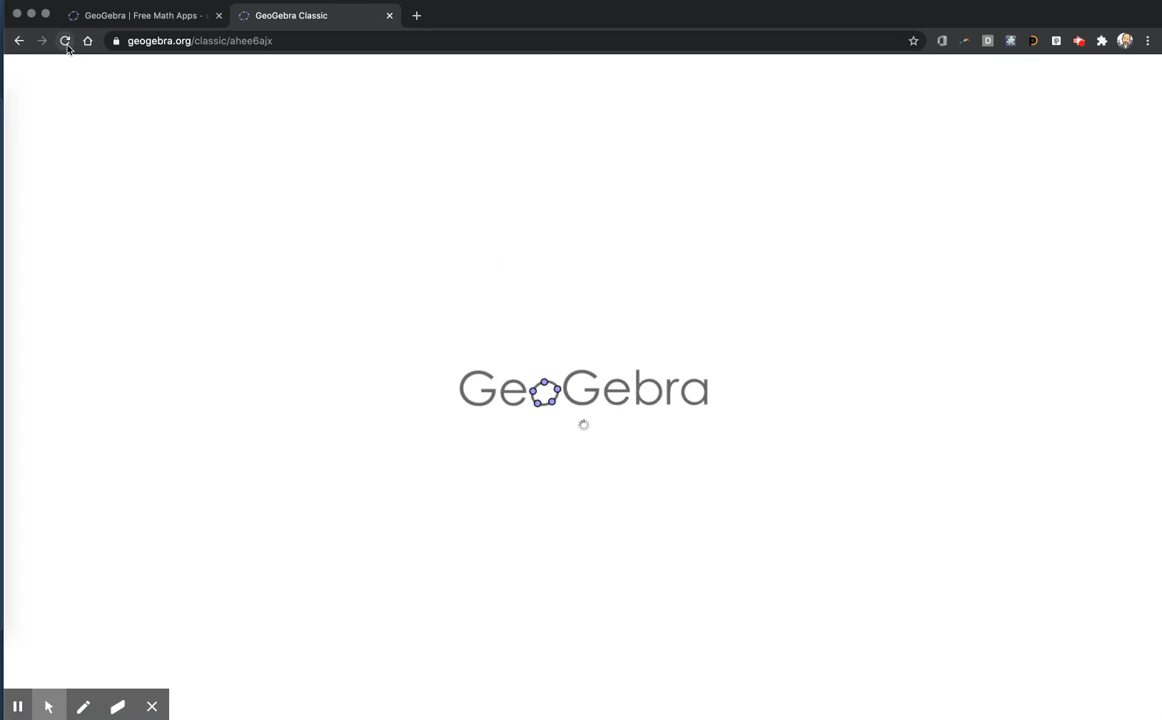 GeoGebra | Free Math Apps -
GeoGebra Classic
geogebra.org/classic/ahee6ajx
GeoGebra